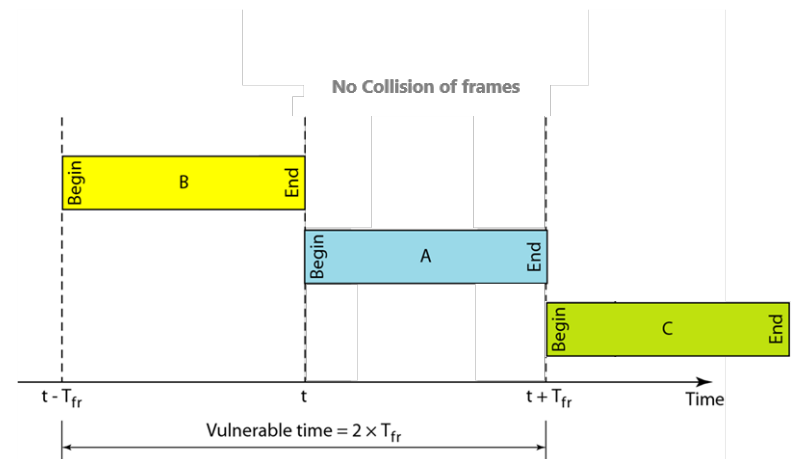 No Collision of frames
Begin B End
Begin A End
Begin C End
t - Tfr t t + Tfr Time
Vulnerable time = 2 × Tfr